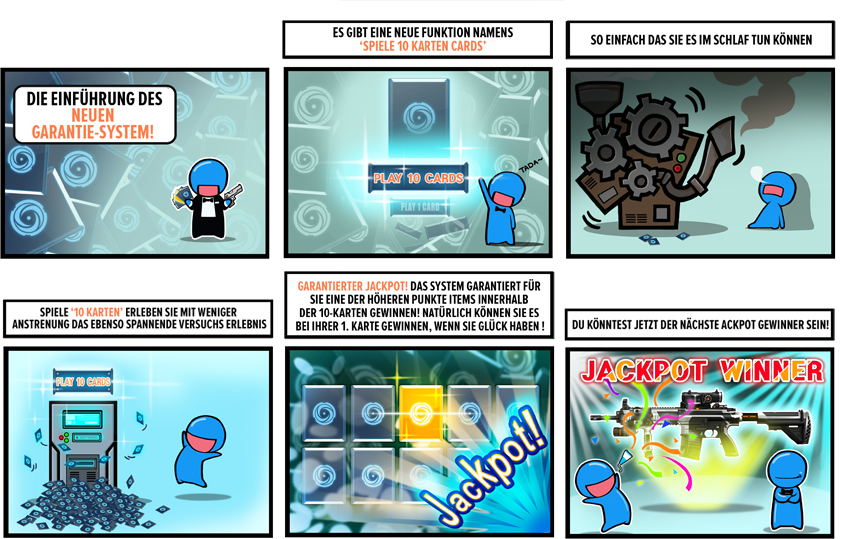 DIE EINFÜHRUNG DES
NEUEN
GARANTIE-SYSTEM!
ES GIBT EINE NEUE FUNKTION NAMENS
'SPIELE 10 KARTEN CARDS'
PLAY 10 CARDS
PLAY 1 CARD
TADA~
SO EINFACH DAS SIE ES IM SCHLAF TUN KÖNNEN
SPIELE '10 KARTEN' ERLEBEN SIE MIT WENIGER
ANSTRENUNG DAS EBENSO SPANNENDE VERSUCHS ERLEBNIS
PLAY 10 CARDS
GARANTIERTER JACKPOT! DAS SYSTEM GARANTIERT FÜR
SIE EINE DER HÖHEREN PUNKTE ITEMS INNERHALB
DER 10-KARTEN GEWINNEN! NATÜRLICH KÖNNEN SIE ES
BEI IHRER 1. KARTE GEWINNEN, WENN SIE GLÜCK HABEN !
Jackpot!
DU KÖNNTEST JETZT DER NÄCHSTE ACKPOT GEWINNER SEIN!
JACKPOT WINNER